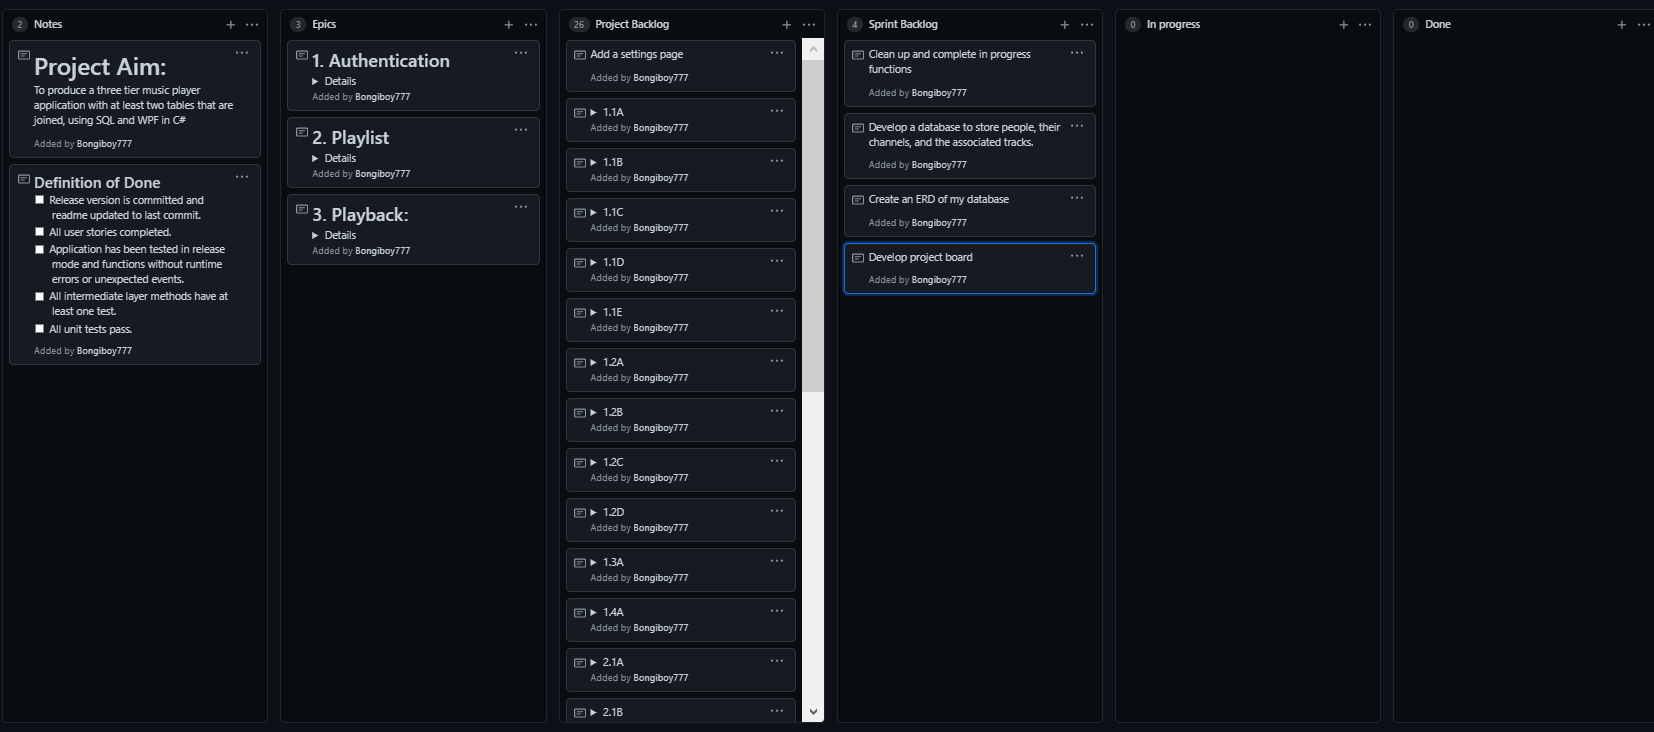 2 Notes
Project Aim:
To produce a three tier music player
application with at least two tables that are
joined, using SQL and WPF in C#
Added by Bongiboy777
Definition of Done
Release version is committed and
readme updated to last commit.
All user stories completed.
Application has been tested in release
mode and functions without runtime
errors or unexpected events.
All intermediate layer methods have at
least one test.
All unit tests pass.
Added by Bongiboy777
3 Epics
1. Authentication
Details
Added by Bongiboy777
2. Playlist
Details
Added by Bongiboy777
3. Playback:
Details
Added by Bongiboy777
26 Project Backlog
Add a settings page
Added by Bongiboy777
1.1A
Added by Bongiboy777
1.1B
Added by Bongiboy777
1.1C
Added by Bongiboy777
1.1D
Added by Bongiboy777
1.1E
Added by Bongiboy777
1.2A
Added by Bongiboy777
1.2B
Added by Bongiboy777
1.2C
Added by Bongiboy777
1.2D
Added by Bongiboy777
1.3A
Added by Bongiboy777
1.4A
Added by Bongiboy777
2.1A
Added by Bongiboy777
2.1B
4 Sprint Backlog
Clean up and complete in progress
functions
Added by Bongiboy777
Develop a database to store people, their
channels, and the associated tracks.
Added by Bongiboy777
Create an ERD of my database
Added by Bongiboy777
Develop project board
Added by Bongiboy777
0 In progress
0 Done